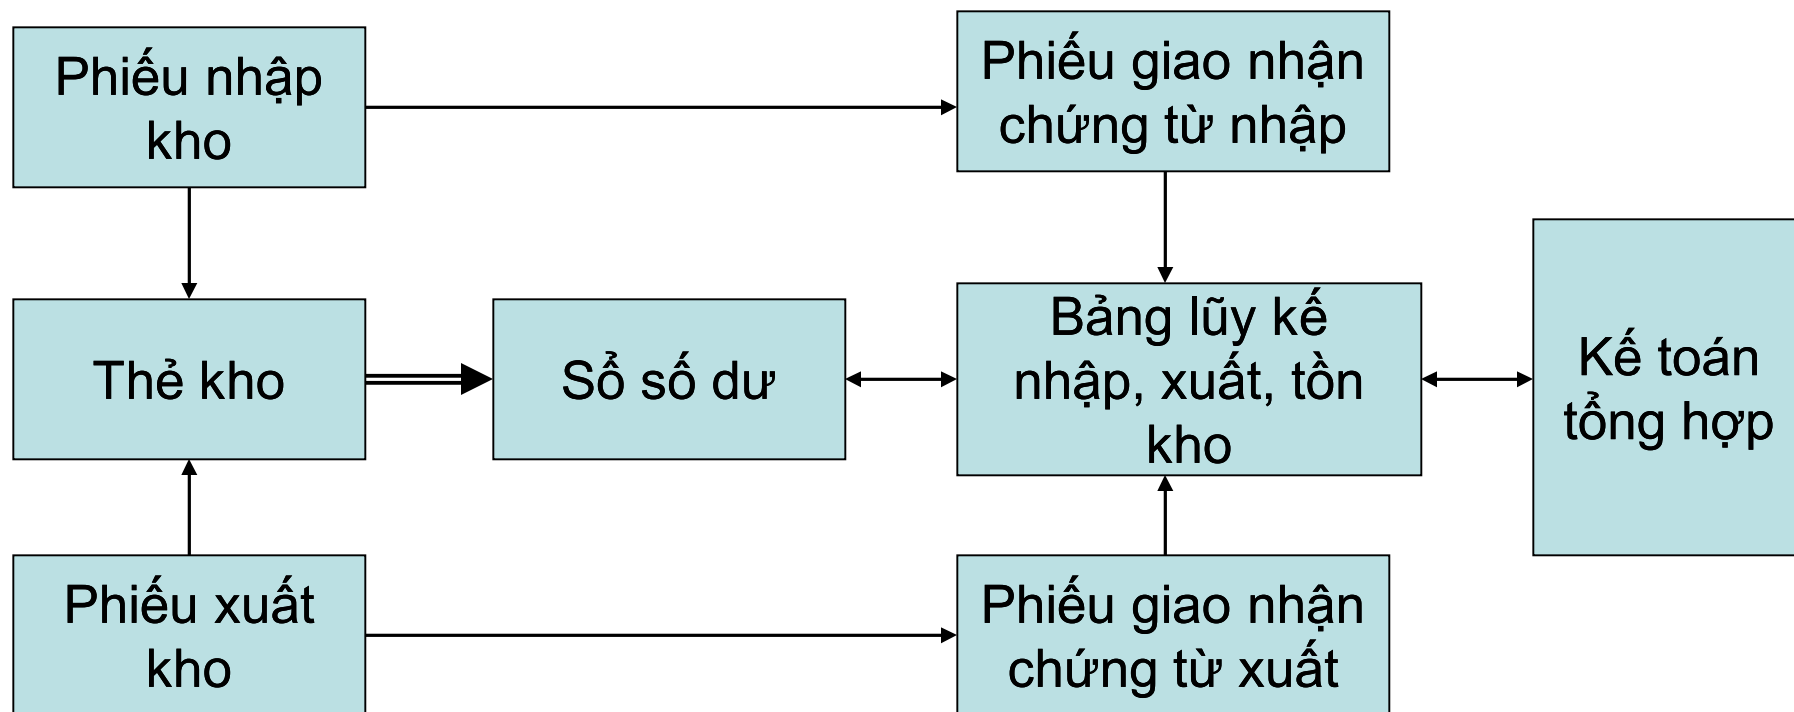 Phiếu nhập
kho
Phiếu giao nhận
chứng từ nhập
Thẻ kho
Sổ số dư
Bảng lũy kế
nhập, xuất, tồn
kho
Kế toán
tổng hợp
Phiếu xuất
kho
Phiếu giao nhận
chứng từ xuất